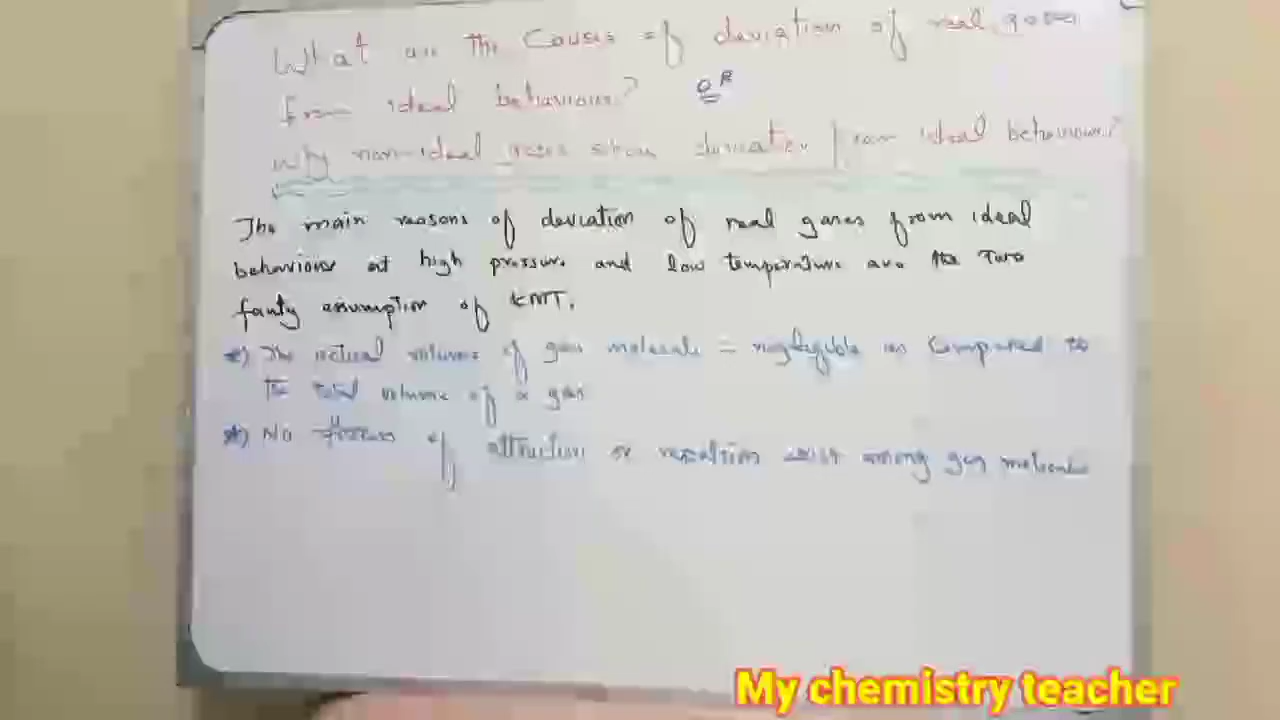 What are the Causes of deviation of real gases
from ideal behaviour? OR
why non-ideal gases show deviation from ideal behaviour?
The main reasons of deviation of real gases from ideal
behaviour at high pressure and low temperature are the two
faulty assumption of KMT.
*) The actual volume of gas molecule = negligible as compared to
the total volume of a gas
*) No forces of attraction or repulsion exist among gas molecules
My chemistry teacher